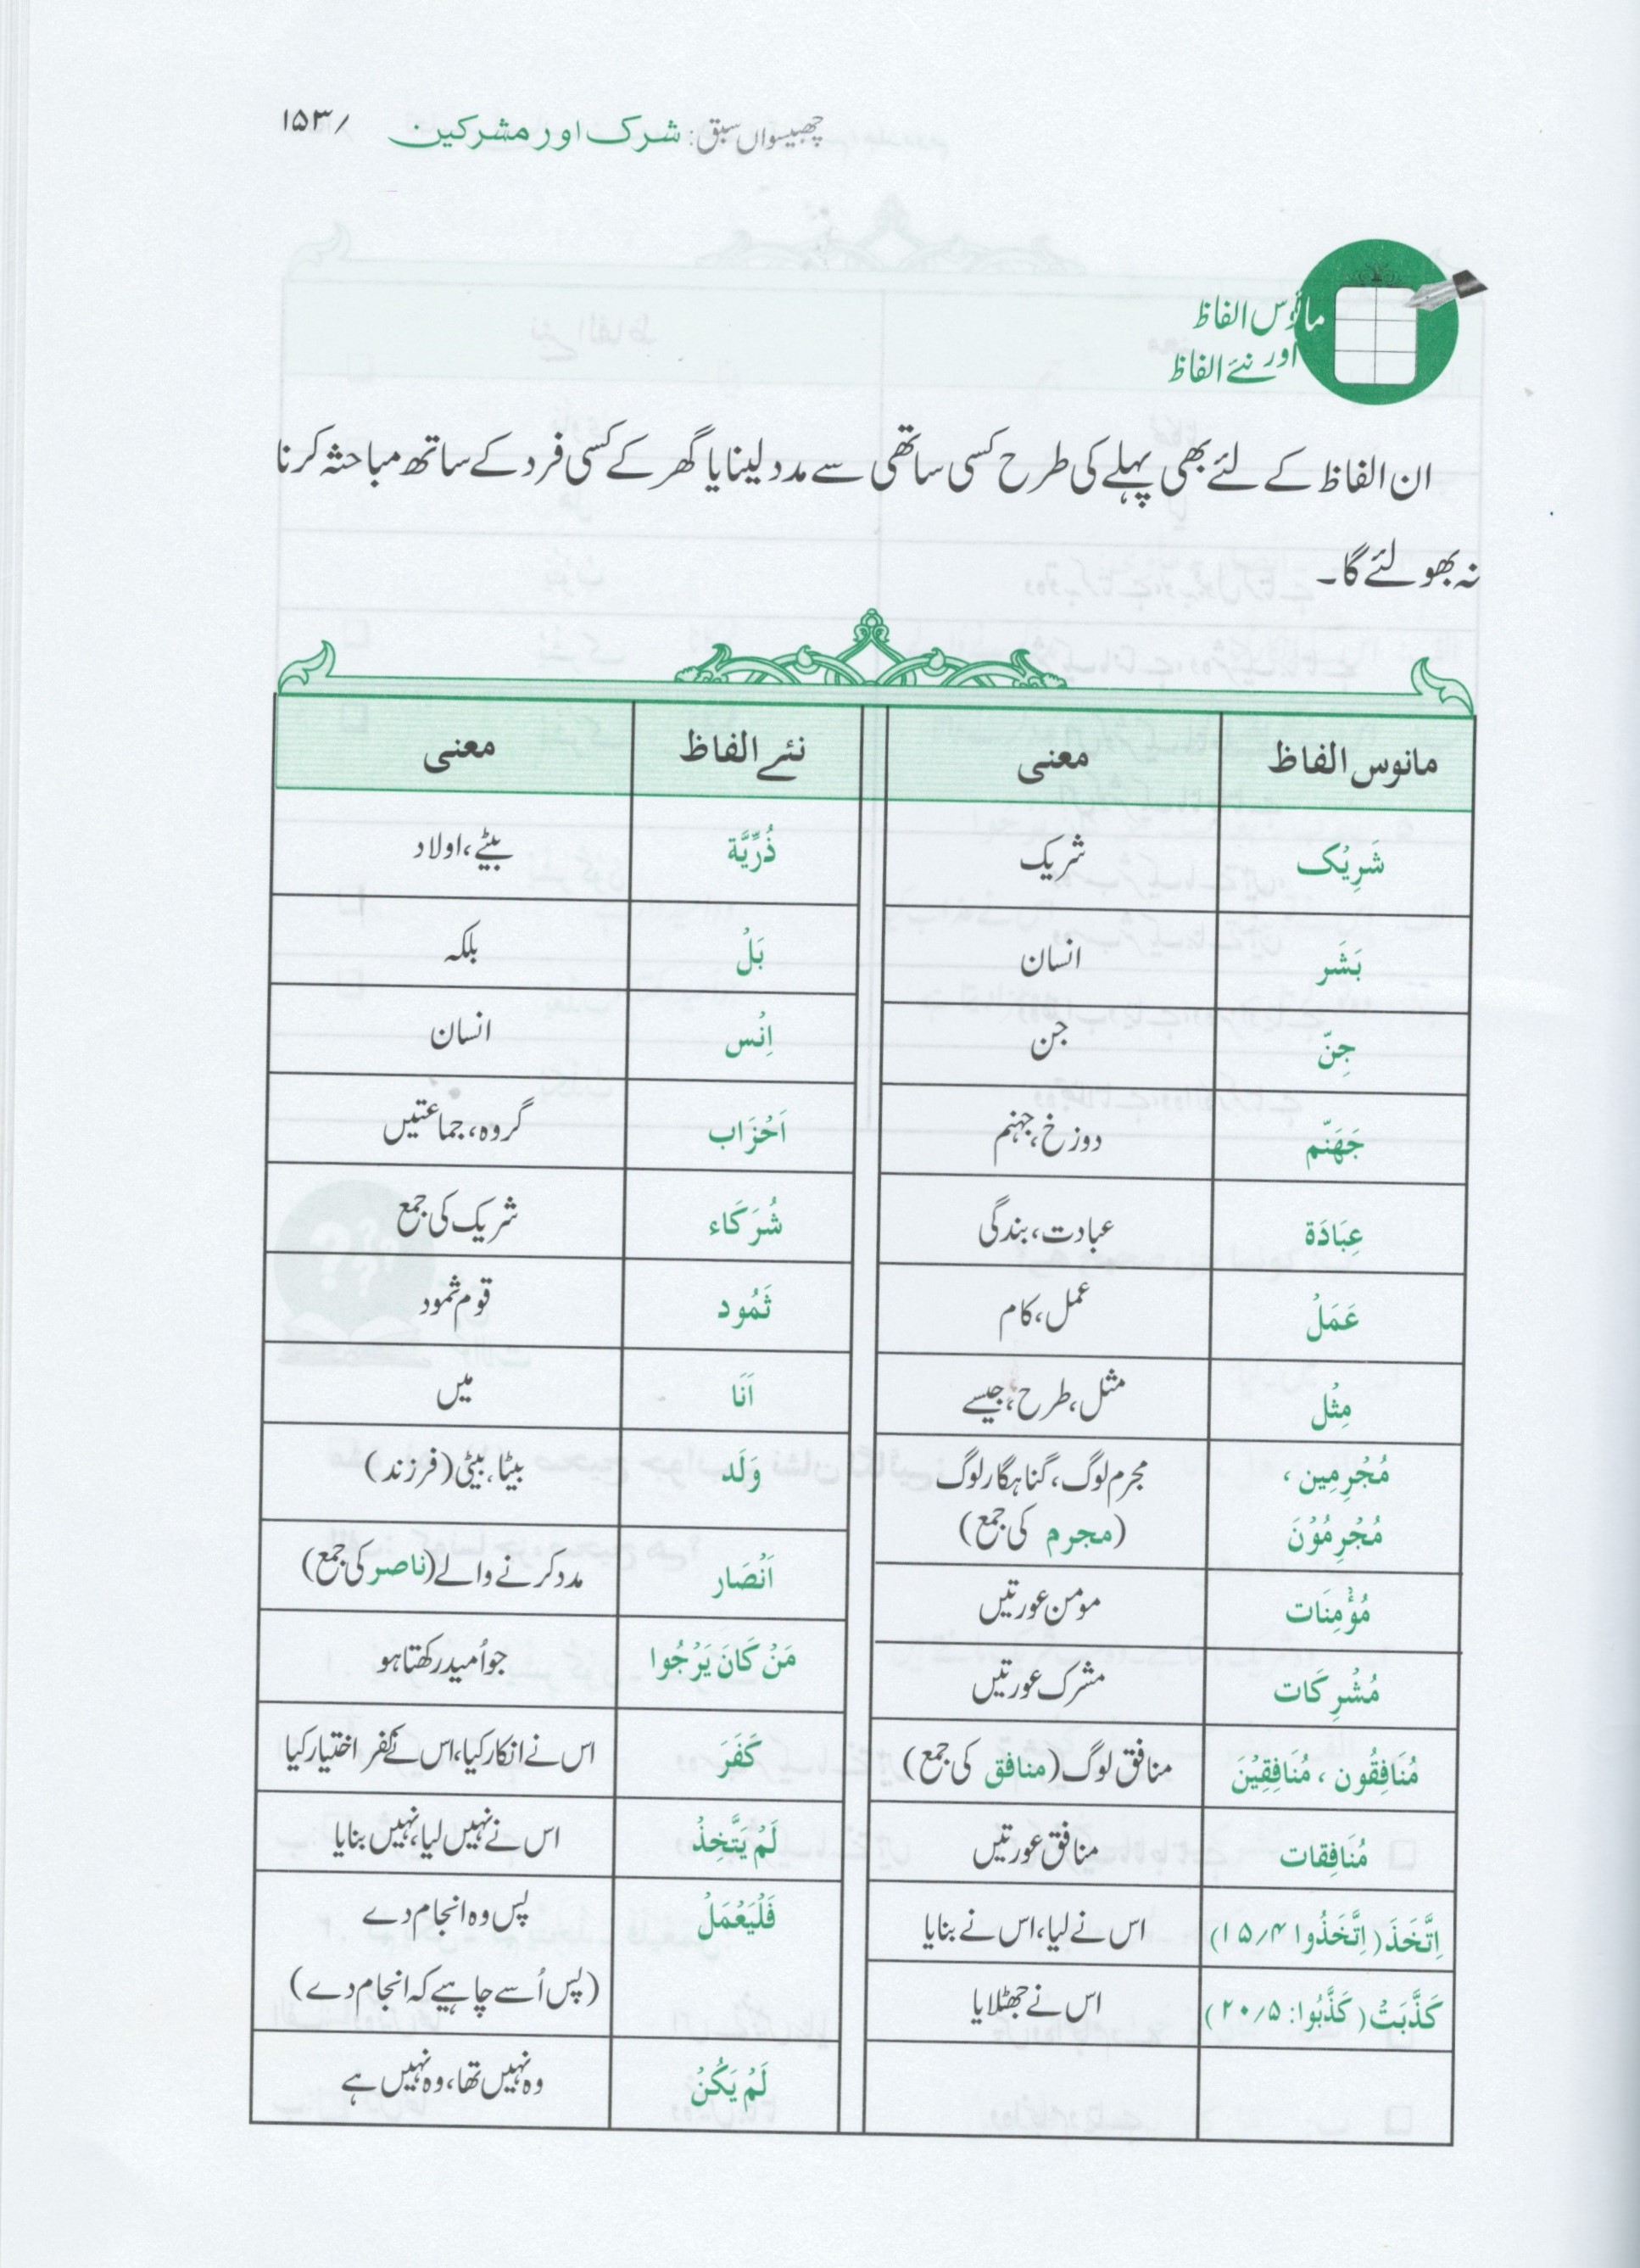 چھبیسواں سبق: شرک اور مشرکین /۱۵۳
مانوس الفاظ
اور نئے الفاظ
ان الفاظ کے لئے بھی پہلے کی طرح کسی ساتھی سے مدد لینا یا گھر کے کسی فرد کے ساتھ مباحثہ کرنا
نہ بھولئے گا۔
مانوس الفاظ معنی نئے الفاظ معنی
شَرِیْک شریک ذُرِّیَّة بیٹے، اولاد
بَشَر انسان بَلْ بلکہ
جِنّ جن اِنْس انسان
جَهَنّم دوزخ، جہنم اَحْزَاب گروہ، جماعتیں
عِبَادَة عبادت، بندگی شُرَکَاء شریک کی جمع
عَمَلْ عمل، کام ثَمُود قوم ثمود
مِثْل مثل، طرح، جیسے اَنَا میں
مُجْرِمِین ، مجرم لوگ، گناہگار لوگ وَلَد بیٹا، بیٹی (فرزند)
مُجْرِمُوْنَ (مجرم کی جمع)
اَنْصَار مدد کرنے والے (ناصر کی جمع)
مُؤْمِنَات مومن عورتیں
مَنْ کَانَ یَرْجُوا جو اُمید رکھتا ہو
مُشْرِکَات مشرک عورتیں
مُنَافِقُون ، مُنَافِقِیْنَ منافق لوگ (منافق کی جمع) کَفَرَ اس نے انکار کیا، اس نے کفر اختیار کیا
مُنَافِقات منافق عورتیں لَمْ یَتَّخِذْ اس نے نہیں لیا، نہیں بنایا
اِتَّخَذَ (اِتَّخَذُوا ۱۵/۴) اس نے لیا، اس نے بنایا فَلْیَعْمَلْ پس وہ انجام دے
کَذَّبَتْ (کَذَّبُوا: ۲۰/۵) اس نے جھٹلایا (پس اُسے چاہیے کہ انجام دے)
لَمْ یَکُنْ وہ نہیں تھا، وہ نہیں ہے